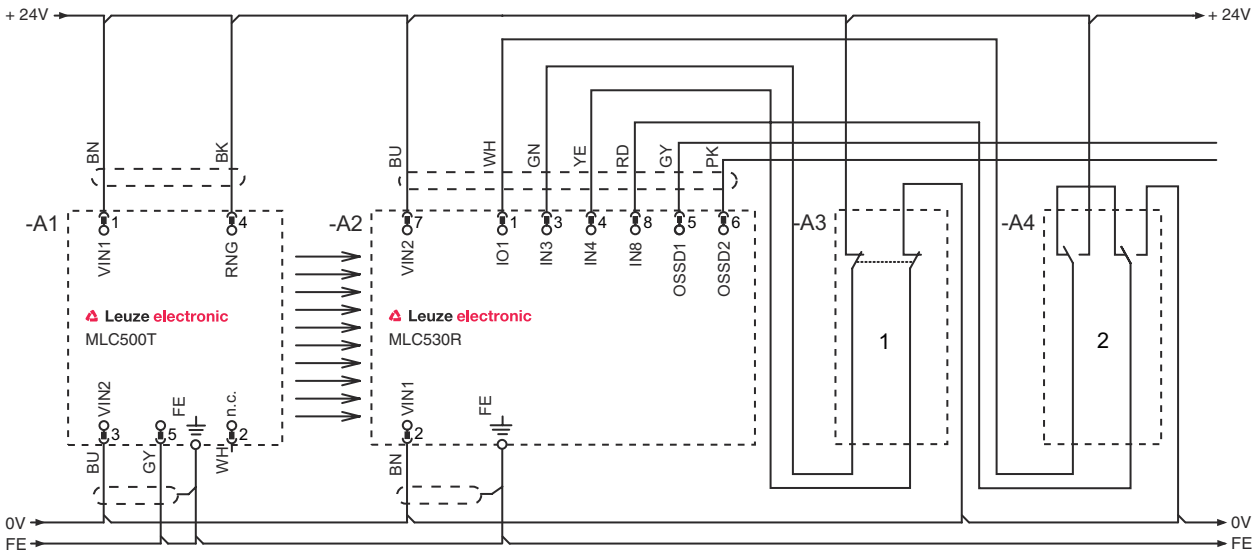 + 24V
+ 24V
BN
BK
BU
WH
GN
YE
RD
GY
PK
-A1
1
4
-A2
7
1
3
4
8
5
6
-A3
-A4
VIN1
RNG
VIN2
IO1
IN3
IN4
IN8
OSSD1
OSSD2
Leuze electronic
MLC500T
Leuze electronic
MLC530R
1
2
VIN2
FE
n.c.
VIN1
FE
3
5
2
2
BU
GY
WH
BN
0V
0V
FE
FE